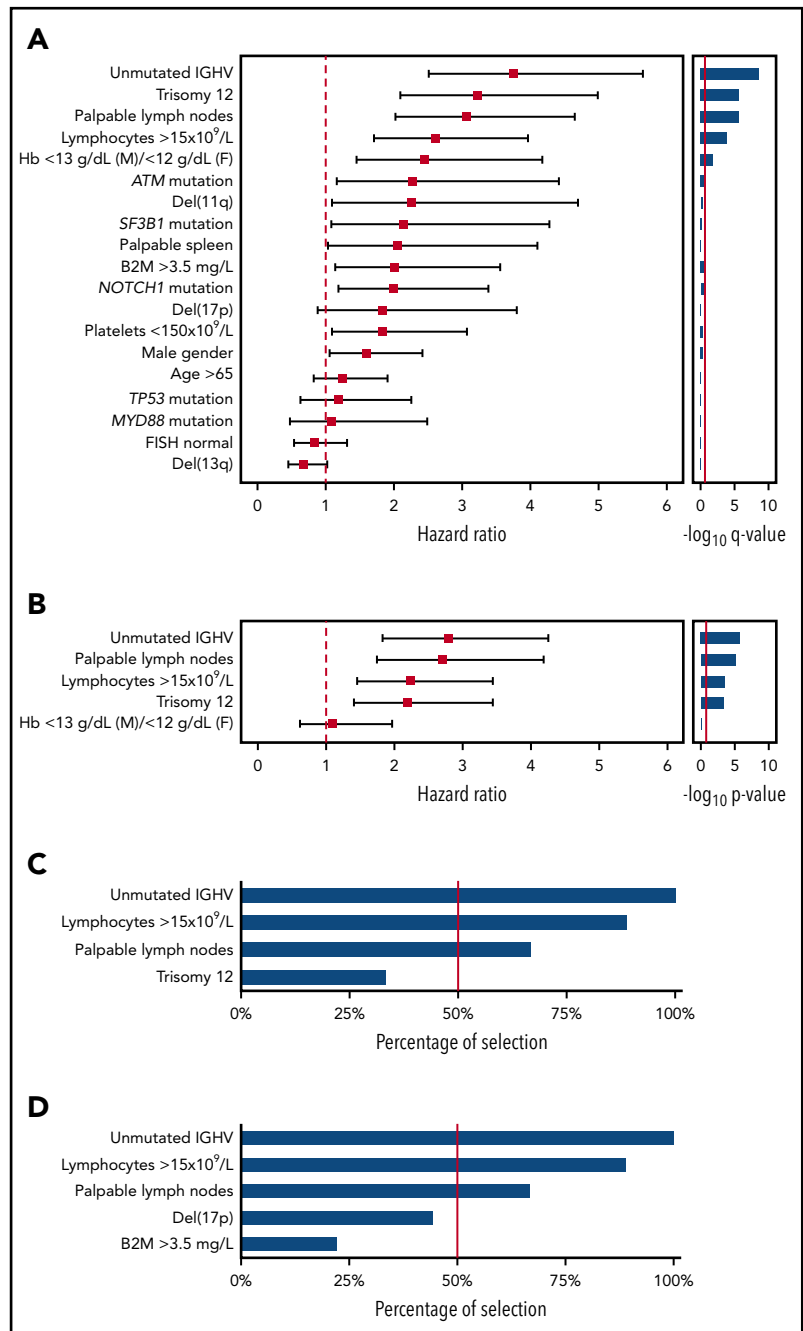 A
Unmutated IGHV
Trisomy 12
Palpable lymph nodes
Lymphocytes >15x10⁹/L
Hb <13 g/dL (M)/<12 g/dL (F)
ATM mutation
Del(11q)
SF3B1 mutation
Palpable spleen
B2M >3.5 mg/L
NOTCH1 mutation
Del(17p)
Platelets <150x10⁹/L
Male gender
Age >65
TP53 mutation
MYD88 mutation
FISH normal
Del(13q)
0 1 2 3 4 5 6 0 5 10
Hazard ratio -log₁₀ q-value
B
Unmutated IGHV
Palpable lymph nodes
Lymphocytes >15x10⁹/L
Trisomy 12
Hb <13 g/dL (M)/<12 g/dL (F)
0 1 2 3 4 5 6 0 5 10
Hazard ratio -log₁₀ p-value
C
Unmutated IGHV
Lymphocytes >15x10⁹/L
Palpable lymph nodes
Trisomy 12
0% 25% 50% 75% 100%
Percentage of selection
D
Unmutated IGHV
Lymphocytes >15x10⁹/L
Palpable lymph nodes
Del(17p)
B2M >3.5 mg/L
0% 25% 50% 75% 100%
Percentage of selection